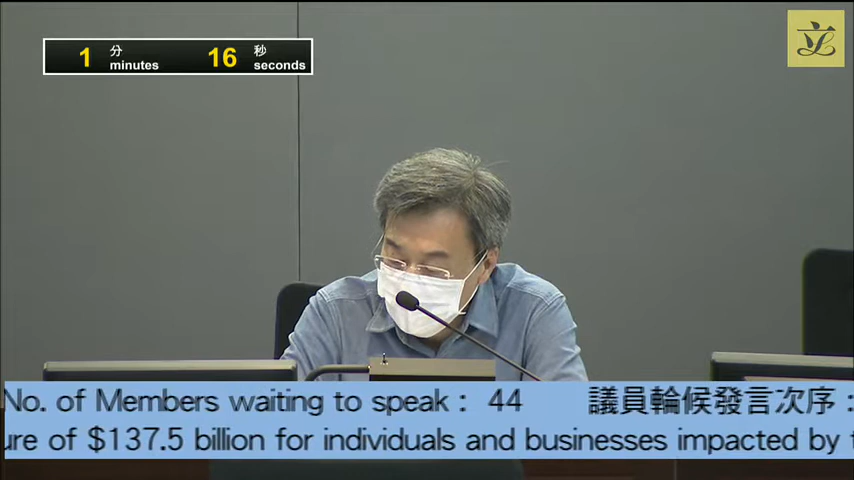 1 分 minutes 16 秒 seconds
立
No. of Members waiting to speak : 44 議員輪候發言次序 :
ure of $137.5 billion for individuals and businesses impacted by t